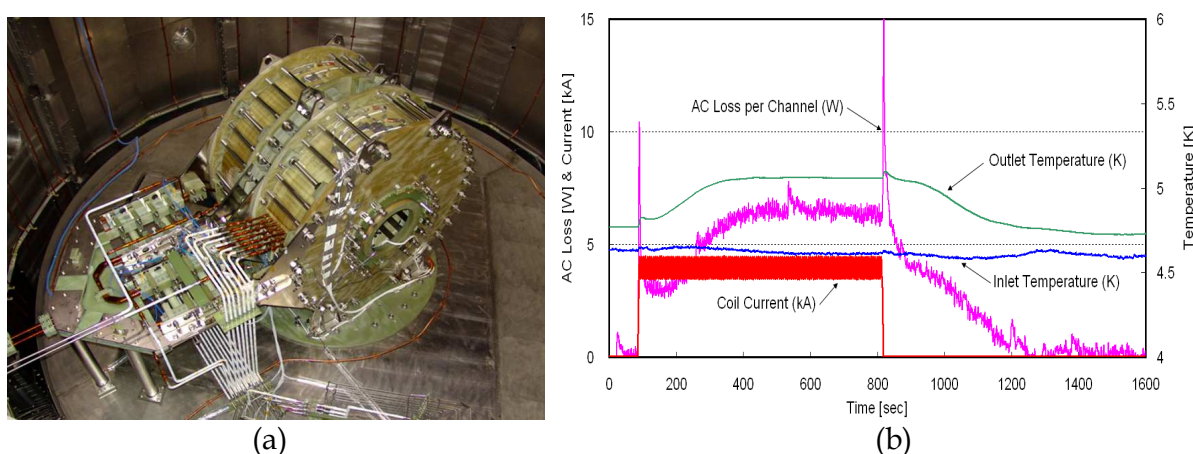 15
10
5
0
AC Loss [W] & Current [kA]
6
5.5
5
4.5
4
Temperature [K]
AC Loss per Channel (W)
Outlet Temperature (K)
Inlet Temperature (K)
Coil Current (kA)
0 200 400 600 800 1000 1200 1400 1600
Time [sec]
(a) (b)